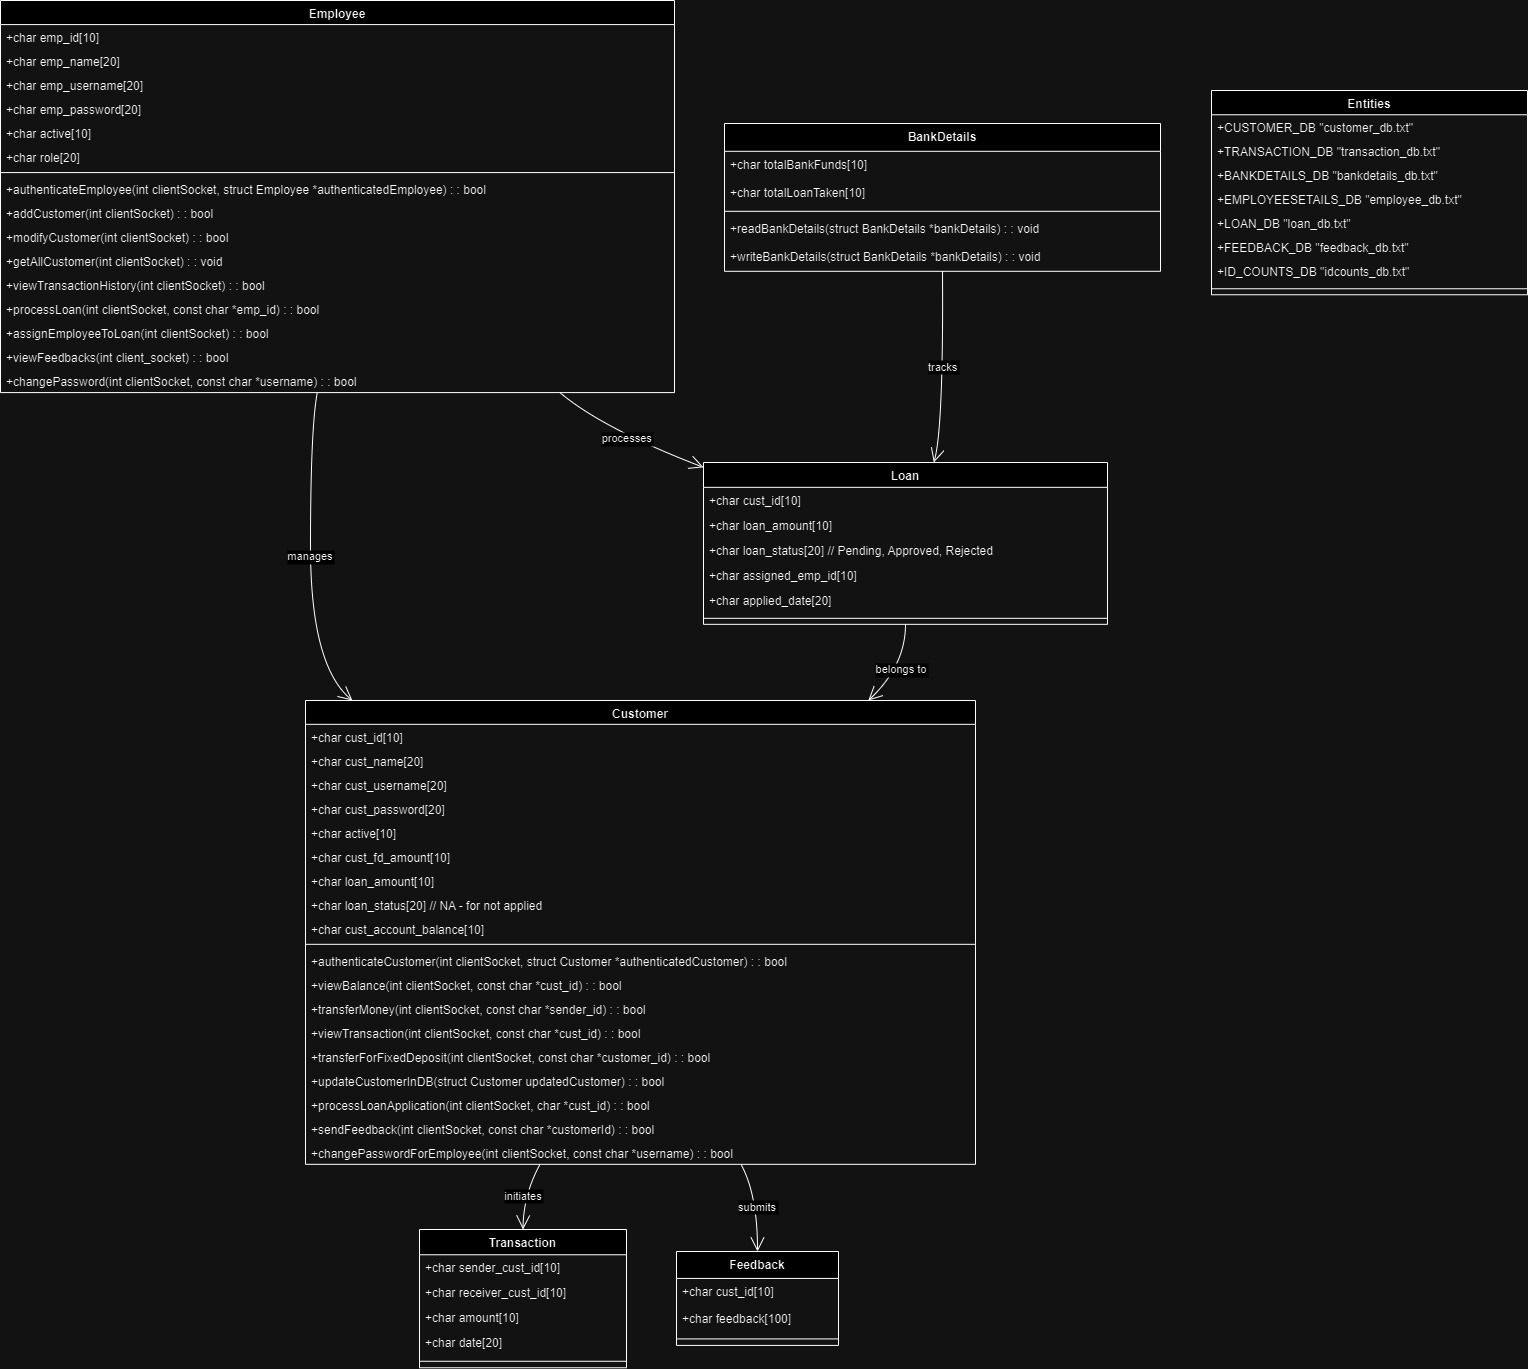 Employee
+char emp_id[10]
+char emp_name[20]
+char emp_username[20]
+char emp_password[20]
+char active[10]
+char role[20]
+authenticateEmployee(int clientSocket, struct Employee *authenticatedEmployee) : : bool
+addCustomer(int clientSocket) : : bool
+modifyCustomer(int clientSocket) : : bool
+getAllCustomer(int clientSocket) : : void
+viewTransactionHistory(int clientSocket) : : bool
+processLoan(int clientSocket, const char *emp_id) : : bool
+assignEmployeeToLoan(int clientSocket) : : bool
+viewFeedbacks(int client_socket) : : bool
+changePassword(int clientSocket, const char *username) : : bool
BankDetails
+char totalBankFunds[10]
+char totalLoanTaken[10]
+readBankDetails(struct BankDetails *bankDetails) : : void
+writeBankDetails(struct BankDetails *bankDetails) : : void
Entities
+CUSTOMER_DB "customer_db.txt"
+TRANSACTION_DB "transaction_db.txt"
+BANKDETAILS_DB "bankdetails_db.txt"
+EMPLOYEESETAILS_DB "employee_db.txt"
+LOAN_DB "loan_db.txt"
+FEEDBACK_DB "feedback_db.txt"
+ID_COUNTS_DB "idcounts_db.txt"
tracks
processes
manages
Loan
+char cust_id[10]
+char loan_amount[10]
+char loan_status[20] // Pending, Approved, Rejected
+char assigned_emp_id[10]
+char applied_date[20]
belongs to
Customer
+char cust_id[10]
+char cust_name[20]
+char cust_username[20]
+char cust_password[20]
+char active[10]
+char cust_fd_amount[10]
+char loan_amount[10]
+char loan_status[20] // NA - for not applied
+char cust_account_balance[10]
+authenticateCustomer(int clientSocket, struct Customer *authenticatedCustomer) : : bool
+viewBalance(int clientSocket, const char *cust_id) : : bool
+transferMoney(int clientSocket, const char *sender_id) : : bool
+viewTransaction(int clientSocket, const char *cust_id) : : bool
+transferForFixedDeposit(int clientSocket, const char *customer_id) : : bool
+updateCustomerInDB(struct Customer updatedCustomer) : : bool
+processLoanApplication(int clientSocket, char *cust_id) : : bool
+sendFeedback(int clientSocket, const char *customerId) : : bool
+changePasswordForEmployee(int clientSocket, const char *username) : : bool
initiates
submits
Transaction
+char sender_cust_id[10]
+char receiver_cust_id[10]
+char amount[10]
+char date[20]
Feedback
+char cust_id[10]
+char feedback[100]